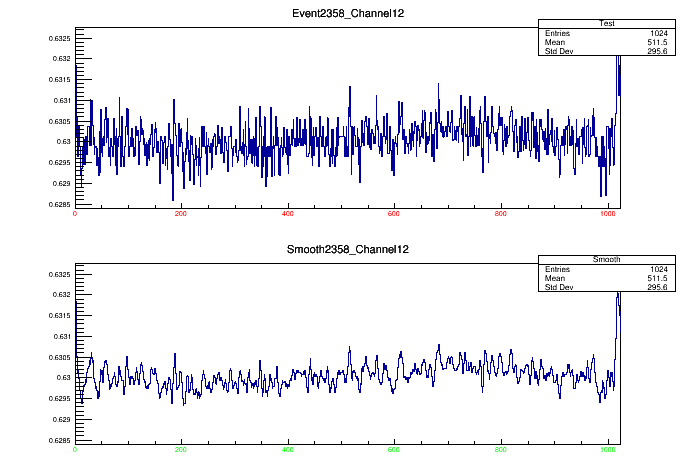 Event2358_Channel12
Test
Entries 1024
Mean 511.5
Std Dev 295.6
0.6325
0.632
0.6315
0.631
0.6305
0.63
0.6295
0.629
0.6285
0 200 400 600 800 1000
Smooth2358_Channel12
Smooth
Entries 1024
Mean 511.5
Std Dev 295.6
0.6325
0.632
0.6315
0.631
0.6305
0.63
0.6295
0.629
0.6285
0 200 400 600 800 1000